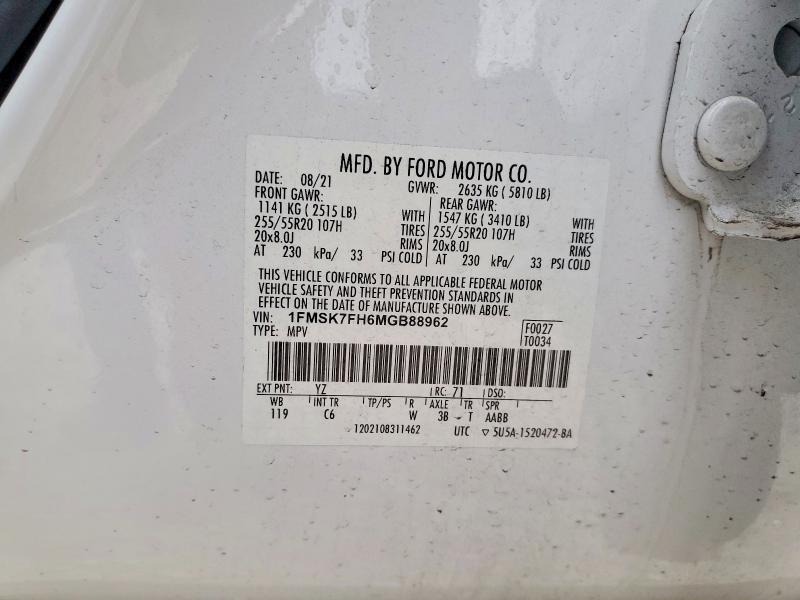 MFD. BY FORD MOTOR CO.
DATE: 08/21 GVWR: 2635 KG ( 5810 LB)
FRONT GAWR: REAR GAWR:
1141 KG ( 2515 LB) WITH 1547 KG ( 3410 LB) WITH
255/55R20 107H TIRES 255/55R20 107H TIRES
20x8.0J RIMS 20x8.0J RIMS
AT 230 kPa/ 33 PSI COLD AT 230 kPa/ 33 PSI COLD
THIS VEHICLE CONFORMS TO ALL APPLICABLE FEDERAL MOTOR
VEHICLE SAFETY AND THEFT PREVENTION STANDARDS IN
EFFECT ON THE DATE OF MANUFACTURE SHOWN ABOVE.
VIN: 1FMSK7FH6MGB88962 F0027
TYPE: MPV T0034
EXT PNT: YZ RC: 71 DSO:
WB INT TR TP/PS R AXLE TR SPR
119 C6 W 3B - T AABB
1202108311462 UTC ▽ 5U5A-1520472-BA